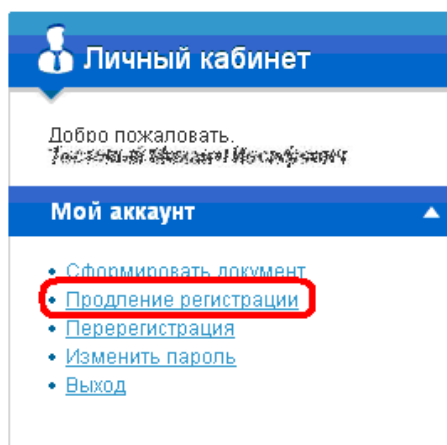 Личный кабинет
Добро пожаловать.
Мой аккаунт
Сформировать документ
Продление регистрации
Перерегистрация
Изменить пароль
Выход